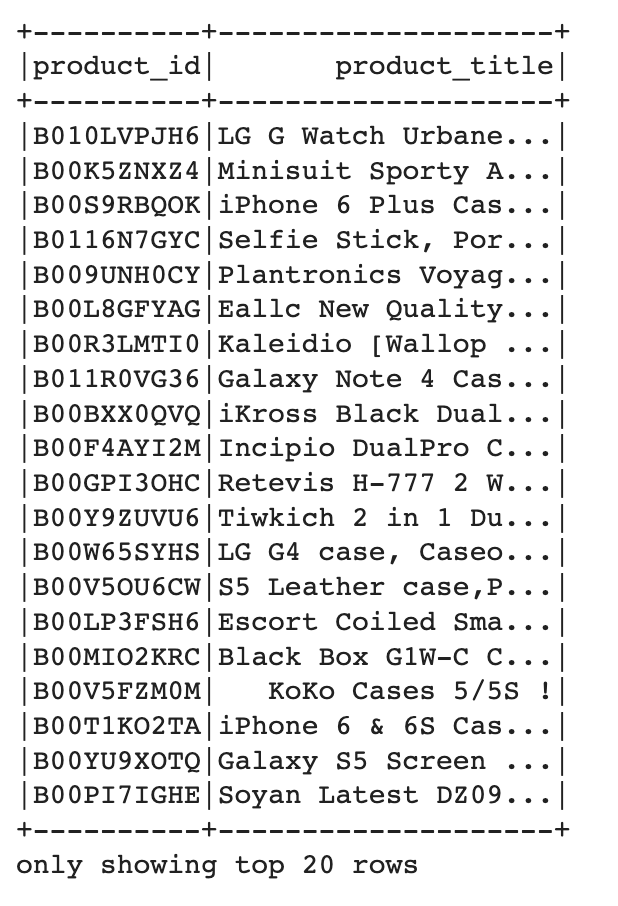 +----------+--------------------+
|product_id|       product_title|
+----------+--------------------+
|B010LVPJH6|LG G Watch Urbane...|
|B00K5ZNXZ4|Minisuit Sporty A...|
|B00S9RBQOK|iPhone 6 Plus Cas...|
|B0116N7GYC|Selfie Stick, Por...|
|B009UNH0CY|Plantronics Voyag...|
|B00L8GFYAG|Eallc New Quality...|
|B00R3LMTI0|Kaleidio [Wallop ...|
|B011R0VG36|Galaxy Note 4 Cas...|
|B00BXX0QVQ|iKross Black Dual...|
|B00F4AYI2M|Incipio DualPro C...|
|B00GPI3OHC|Retevis H-777 2 W...|
|B00Y9ZUVU6|Tiwkich 2 in 1 Du...|
|B00W65SYHS|LG G4 case, Caseo...|
|B00V5OU6CW|S5 Leather case,P...|
|B00LP3FSH6|Escort Coiled Sma...|
|B00MIO2KRC|Black Box G1W-C C...|
|B00V5FZM0M|   KoKo Cases 5/5S !|
|B00T1KO2TA|iPhone 6 & 6S Cas...|
|B00YU9XOTQ|Galaxy S5 Screen ...|
|B00PI7IGHE|Soyan Latest DZ09...|
+----------+--------------------+
only showing top 20 rows